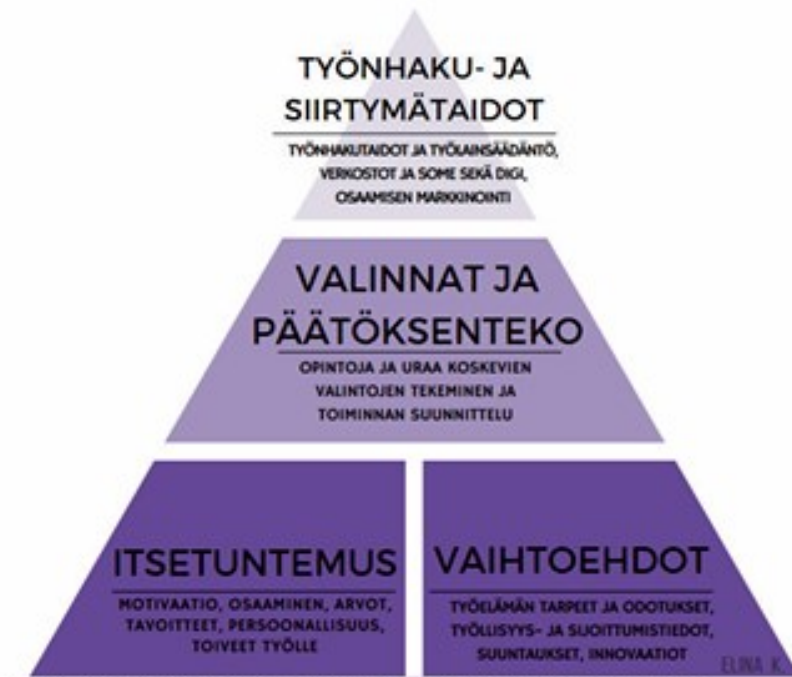 TYÖNHAKU- JA
SIIRTYMÄTAIDOT
TYÖNHAKUTAIDOT JA TYÖLAINSÄÄDÄNTÖ,
VERKOSTOT JA SOME SEKÄ DIGI,
OSAAMISEN MARKKINOINTI
VALINNAT JA
PÄÄTÖKSENTEKO
OPINTOJA JA URAA KOSKEVIEN
VALINTOJEN TEKEMINEN JA
TOIMINNAN SUUNNITTELU
ITSETUNTEMUS
MOTIVAATIO, OSAAMINEN, ARVOT,
TAVOITTEET, PERSOONALLISUUS,
TOIVEET TYÖLLE
VAIHTOEHDOT
TYÖELÄMÄN TARPEET JA ODOTUKSET,
TYÖLLISYYS- JA SIJOITTUMISTIEDOT,
SUUNTAUKSET, INNOVAATIOT
ELINA K.